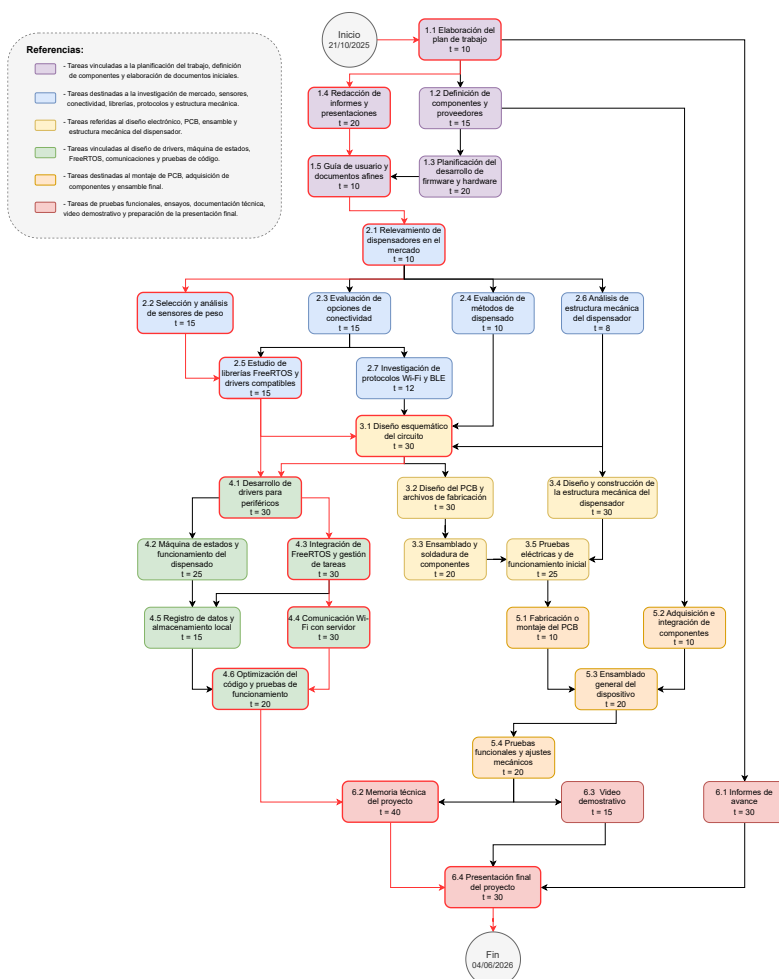 Inicio
21/10/2025
1.1 Elaboración del
plan de trabajo
t = 10
Referencias:
- Tareas vinculadas a la planificación del trabajo, definición
de componentes y elaboración de documentos iniciales.
- Tareas destinadas a la investigación de mercado, sensores,
conectividad, librerías, protocolos y estructura mecánica.
- Tareas referidas al diseño electrónico, PCB, ensamble y
estructura mecánica del dispensador.
- Tareas vinculadas al diseño de drivers, máquina de estados,
FreeRTOS, comunicaciones y pruebas de código.
- Tareas destinadas al montaje de PCB, adquisición de
componentes y ensamble final.
- Tareas de pruebas funcionales, ensayos, documentación técnica,
video demostrativo y preparación de la presentación final.
1.4 Redacción de
informes y
presentaciones
t = 20
1.2 Definición de
componentes y
proveedores
t = 15
1.5 Guía de usuario y
documentos afines
t = 10
1.3 Planificación del
desarrollo de
firmware y hardware
t = 20
2.1 Relevamiento de
dispensadores en el
mercado
t = 10
2.2 Selección y análisis
de sensores de peso
t = 15
2.3 Evaluación de
opciones de
conectividad
t = 15
2.4 Evaluación de
métodos de
dispensado
t = 10
2.6 Análisis de
estructura mecánica
del dispensador
t = 8
2.5 Estudio de
librerías FreeRTOS y
drivers compatibles
t = 15
2.7 Investigación de
protocolos Wi-Fi y BLE
t = 12
3.1 Diseño esquemático
del circuito
t = 30
4.1 Desarrollo de
drivers para
periféricos
t = 30
3.2 Diseño del PCB y
archivos de fabricación
t = 30
3.4 Diseño y construcción de
la estructura mecánica del
dispensador
t = 30
4.2 Máquina de estados y
funcionamiento del
dispensado
t = 25
4.3 Integración de
FreeRTOS y gestión de
tareas
t = 30
3.3 Ensamblado y
soldadura de
componentes
t = 20
3.5 Pruebas
eléctricas y de
funcionamiento inicial
t = 25
4.5 Registro de datos y
almacenamiento local
t = 15
4.4 Comunicación Wi-
Fi con servidor
t = 30
5.1 Fabricación o
montaje del PCB
t = 10
5.2 Adquisición e
integración de
componentes
t = 10
4.6 Optimización del
código y pruebas de
funcionamiento
t = 20
5.3 Ensamblado
general del
dispositivo
t = 20
5.4 Pruebas
funcionales y ajustes
mecánicos
t = 20
6.2 Memoria técnica
del proyecto
t = 40
6.3 Video
demostrativo
t = 15
6.1 Informes de
avance
t = 30
6.4 Presentación final
del proyecto
t = 30
Fin
04/06/2026